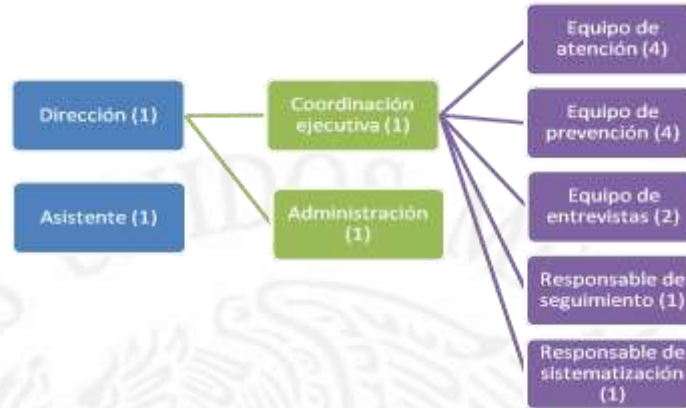 Dirección (1)
Asistente (1)
Coordinación
ejecutiva (1)
Administración
(1)
Equipo de
atención (4)
Equipo de
prevención (4)
Equipo de
entrevistas (2)
Responsable de
seguimiento (1)
Responsable de
sistematización
(1)